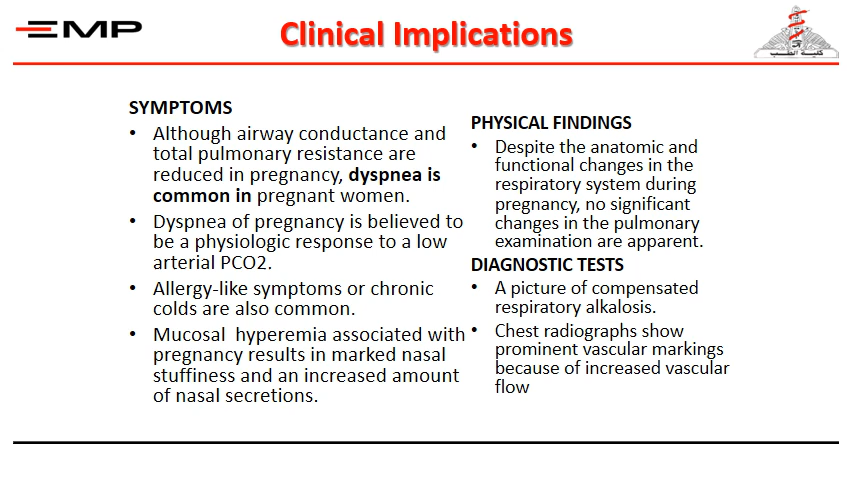 EMP
Clinical Implications
كلية الطب
SYMPTOMS
• Although airway conductance and
total pulmonary resistance are
reduced in pregnancy, dyspnea is
common in pregnant women.
• Dyspnea of pregnancy is believed to
be a physiologic response to a low
arterial PCO2.
• Allergy-like symptoms or chronic
colds are also common.
• Mucosal  hyperemia associated with
pregnancy results in marked nasal
stuffiness and an increased amount
of nasal secretions.
PHYSICAL FINDINGS
• Despite the anatomic and
functional changes in the
respiratory system during
pregnancy, no significant
changes in the pulmonary
examination are apparent.
DIAGNOSTIC TESTS
• A picture of compensated
respiratory alkalosis.
• Chest radiographs show
prominent vascular markings
because of increased vascular
flow